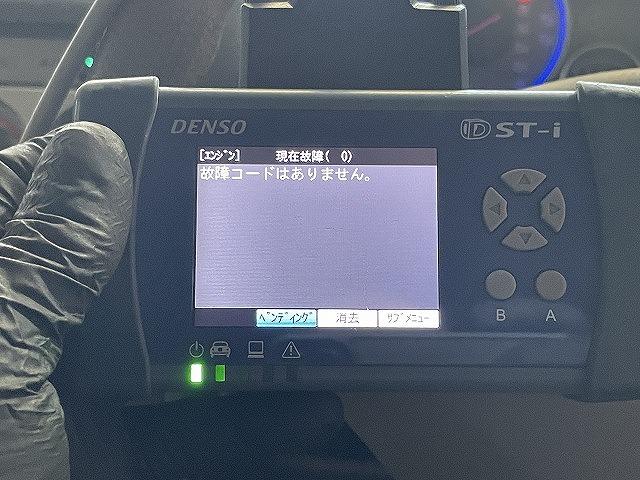 DENSO
DST-i
[ｴﾝｼﾞﾝ] 現在故障( 0)
故障コードはありません。
ﾍﾟﾝﾃﾞｨﾝｸﾞ 消去 ｻﾌﾞﾒﾆｭｰ
B A